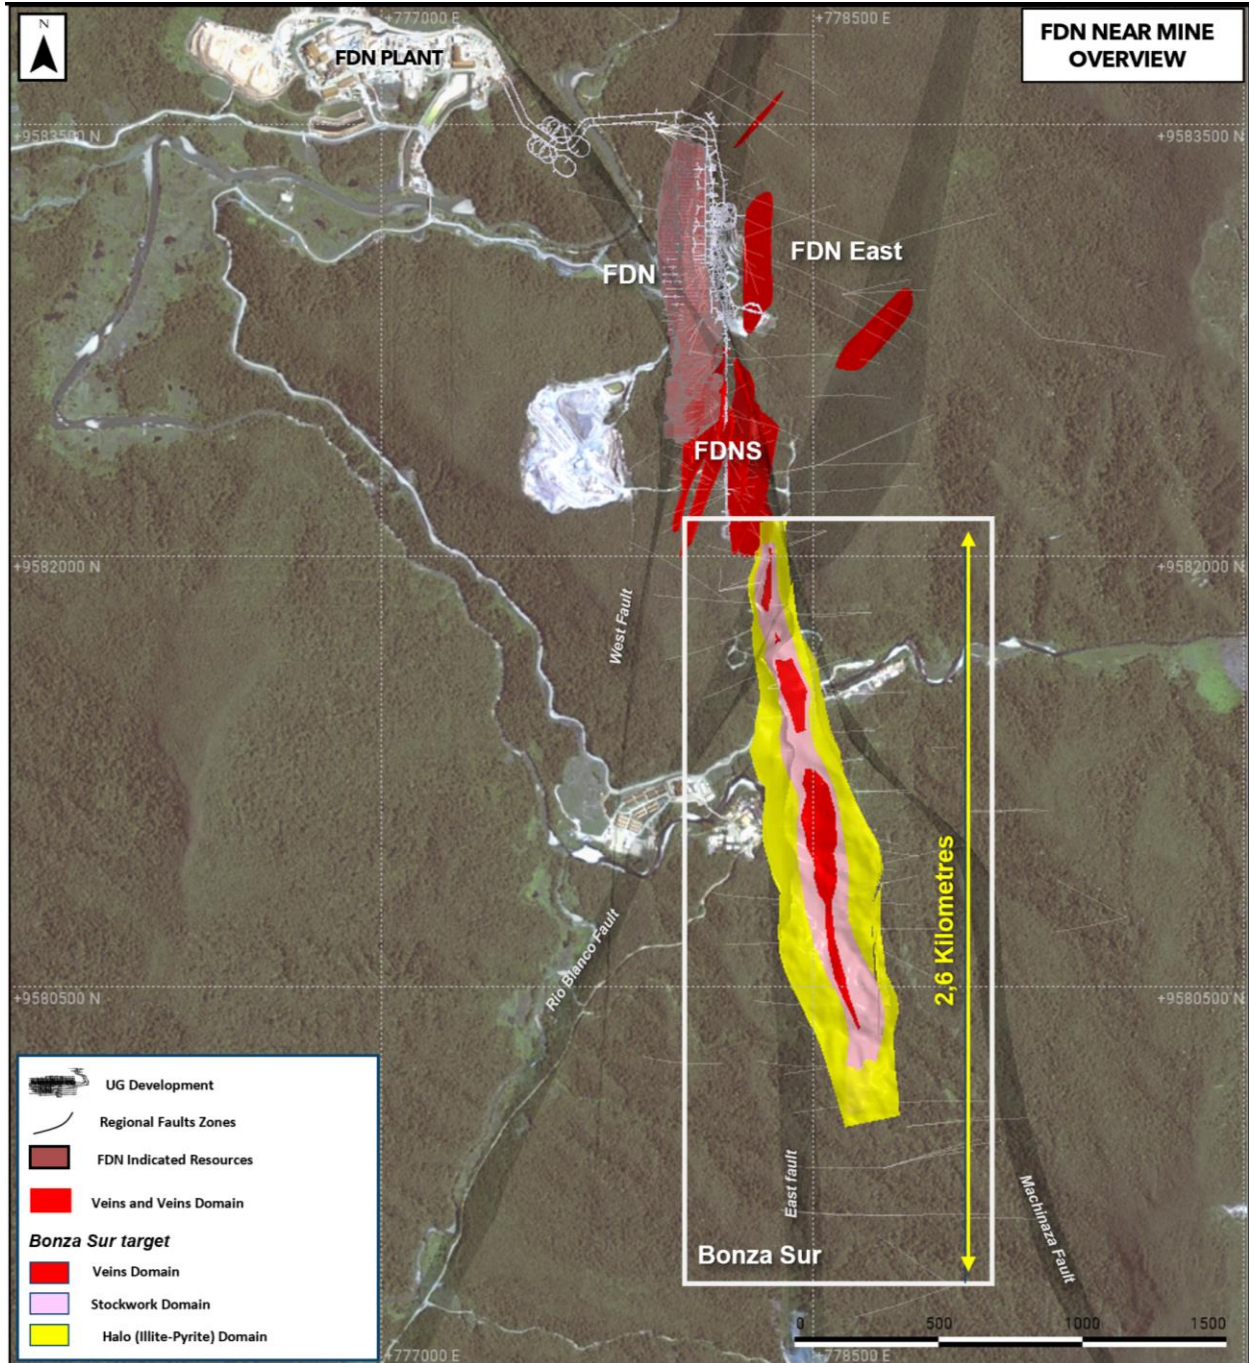 +777000 E
+778500 E
N
FDN NEAR MINE
OVERVIEW
FDN PLANT
+9583500 N
+9583500 N
FDN East
FDN
FDNS
+9582000 N
+9582000 N
West Fault
2,6 Kilometres
Rio Blanco Fault
+9580500 N
+9580500 N
UG Development
Regional Faults Zones
FDN Indicated Resources
Veins and Veins Domain
Bonza Sur target
Veins Domain
Stockwork Domain
Halo (Illite-Pyrite) Domain
East fault
Machinaza Fault
Bonza Sur
0 500 1000 1500
+777000 E
+778500 E